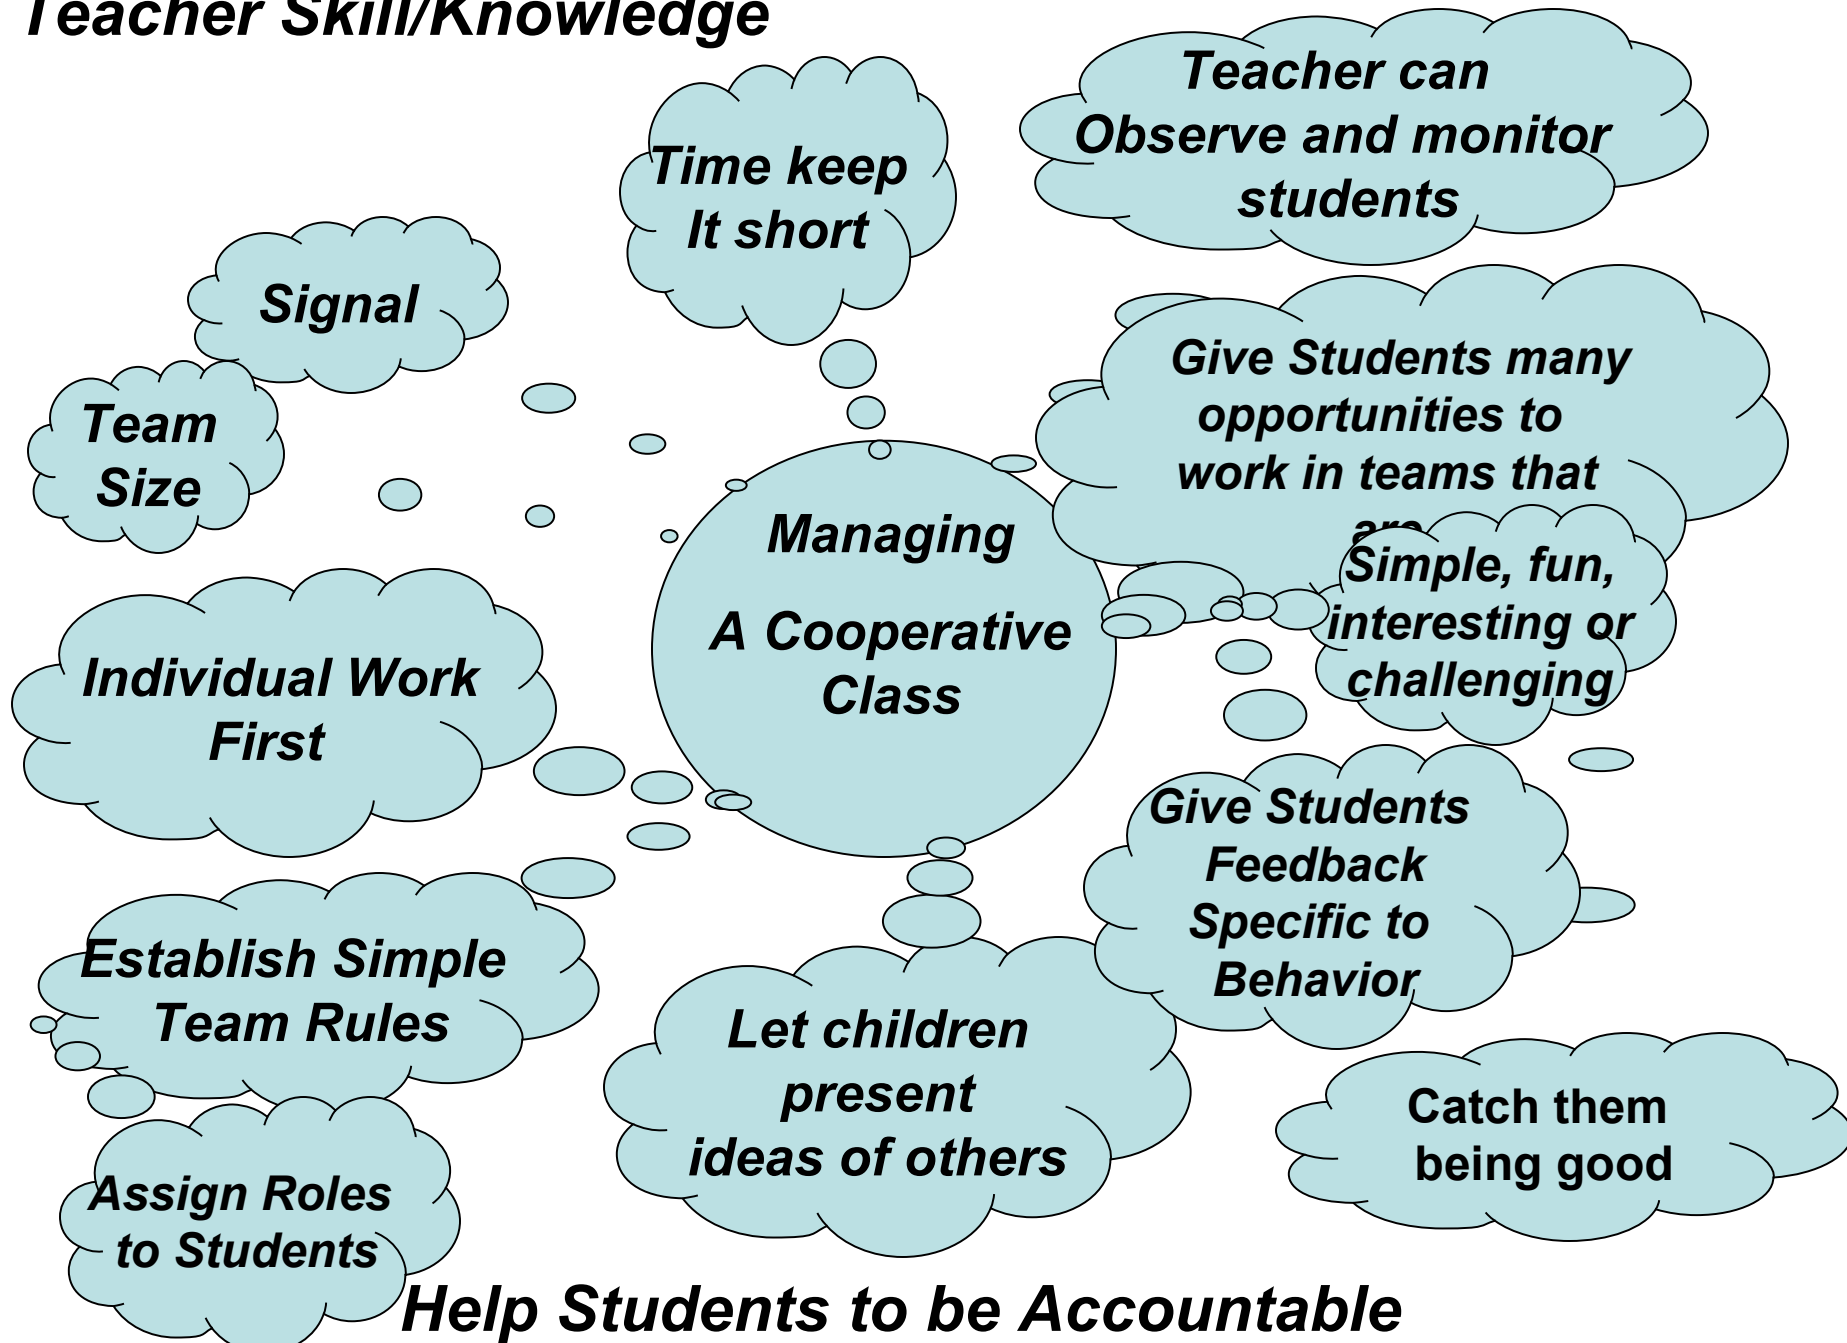 Teacher Skill/Knowledge
Teacher can
Observe and monitor
students
Time keep
It short
Signal
Team
Size
Give Students many
opportunities to
work in teams that
are
Simple, fun,
interesting or
challenging
Managing
A Cooperative
Class
Individual Work
First
Give Students
Feedback
Specific to
Behavior
Establish Simple
Team Rules
Let children
present
ideas of others
Catch them
being good
Assign Roles
to Students
Help Students to be Accountable